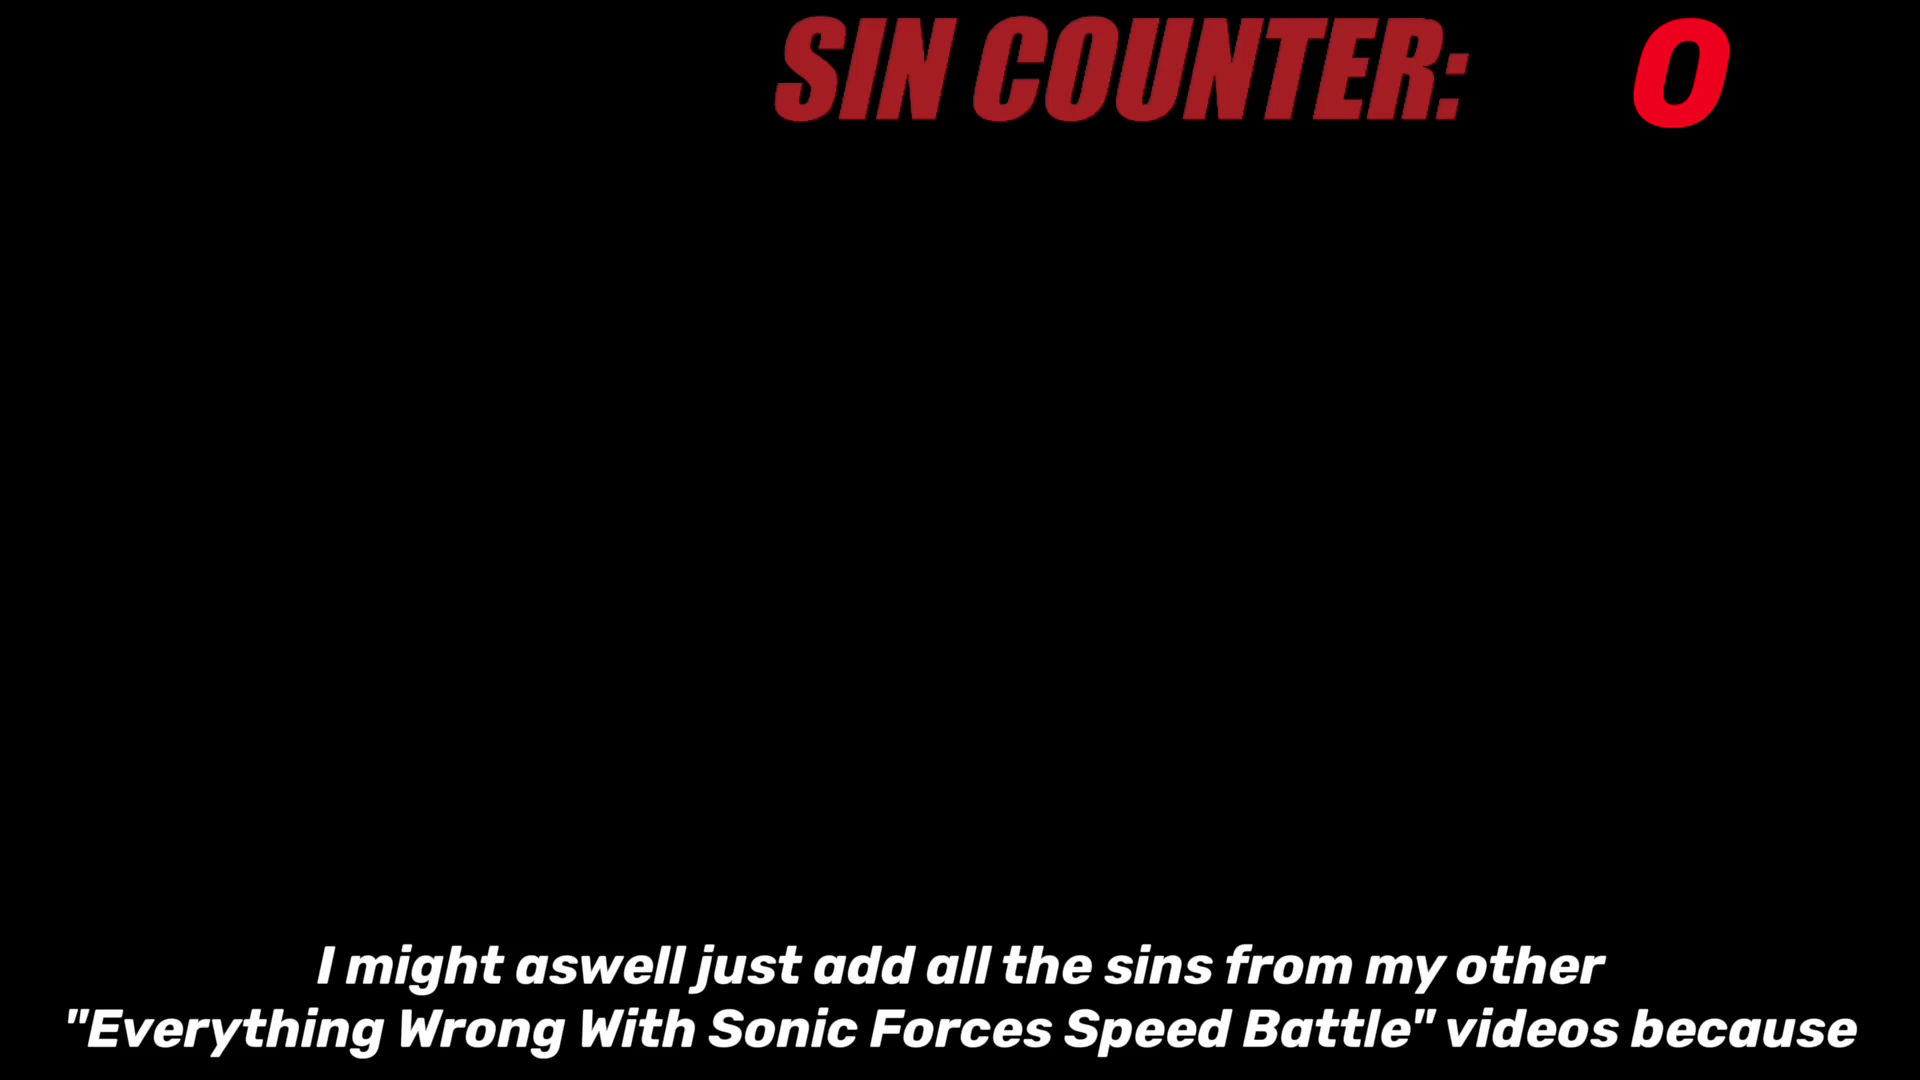 SIN COUNTER: 0
I might aswell just add all the sins from my other
"Everything Wrong With Sonic Forces Speed Battle" videos because